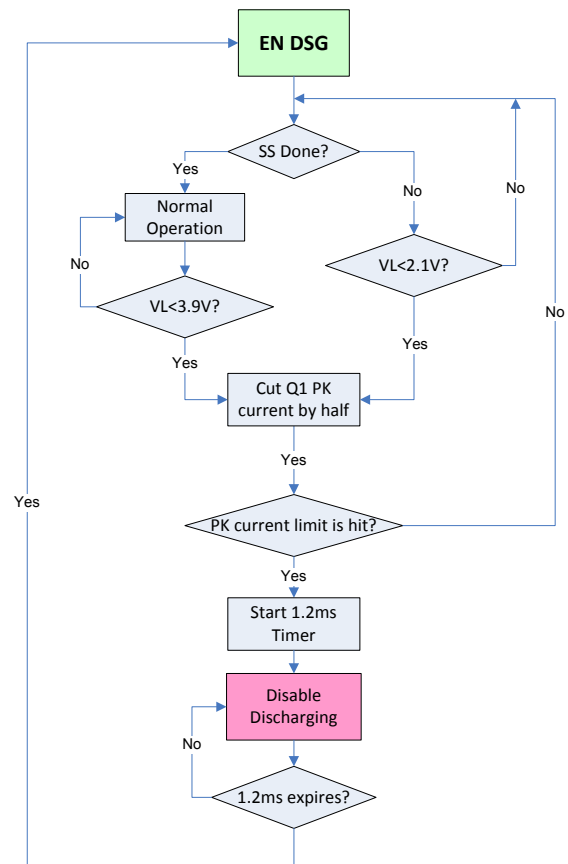 EN DSG
SS Done?
Yes
No
No
Normal
Operation
No
VL<2.1V?
VL<3.9V?
No
Yes
Yes
Cut Q1 PK
current by half
Yes
Yes
PK current limit is hit?
Yes
Start 1.2ms
Timer
Disable
Discharging
No
1.2ms expires?